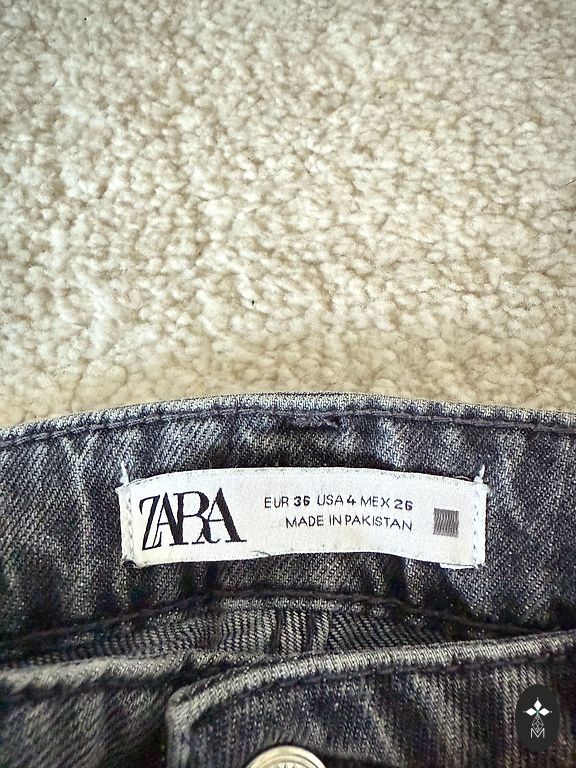 ZARA
EUR 36 USA 4 MEX 26
MADE IN PAKISTAN
M